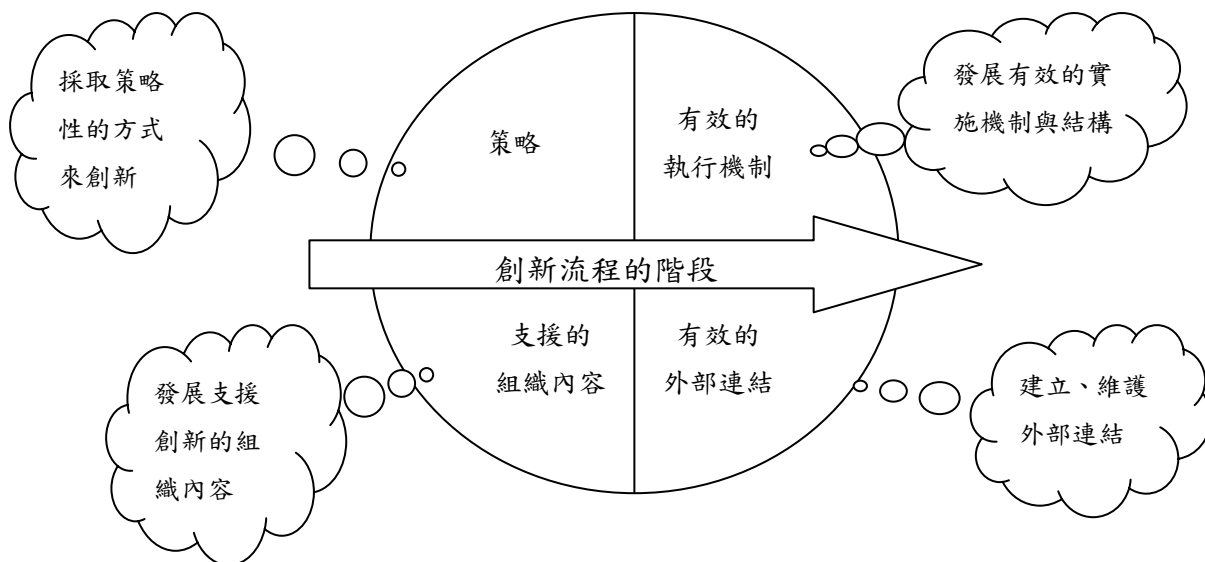 採取策略
性的方式
來創新
策略
有效的
執行機制
發展有效的實
施機制與結構
創新流程的階段
發展支援
創新的組
織內容
支援的
組織內容
有效的
外部連結
建立、維護
外部連結